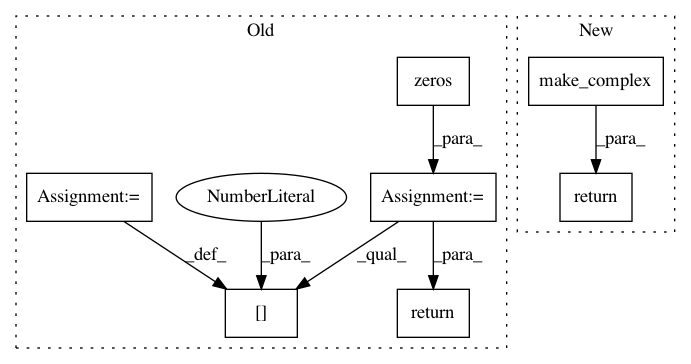 Old
New
zeros
make_complex
_para_
_para_
Assignment:=
NumberLiteral
Assignment:=
return
_def_
_para_
_qual_
_para_
[]
return